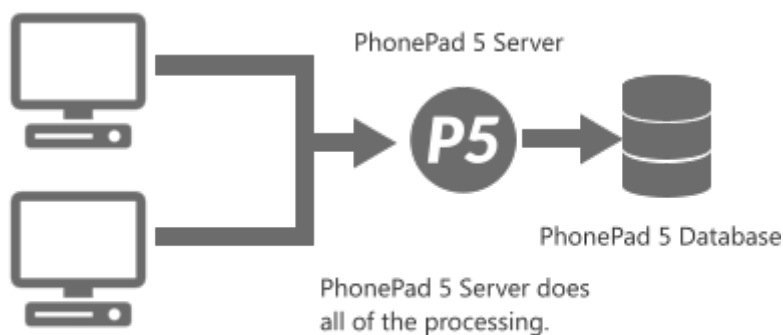 PhonePad 5 Server
P5
PhonePad 5 Database
PhonePad 5 Server does
all of the processing.